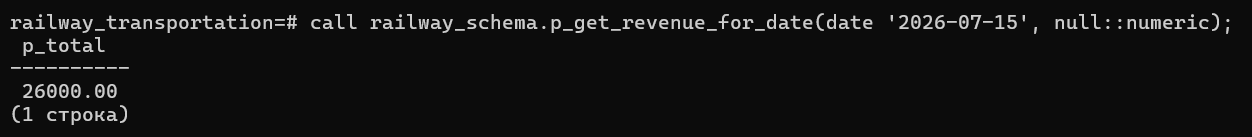 railway_transportation=# call railway_schema.p_get_revenue_for_date(date '2026-07-15', null::numeric);
 p_total
----------
 26000.00
(1 строка)